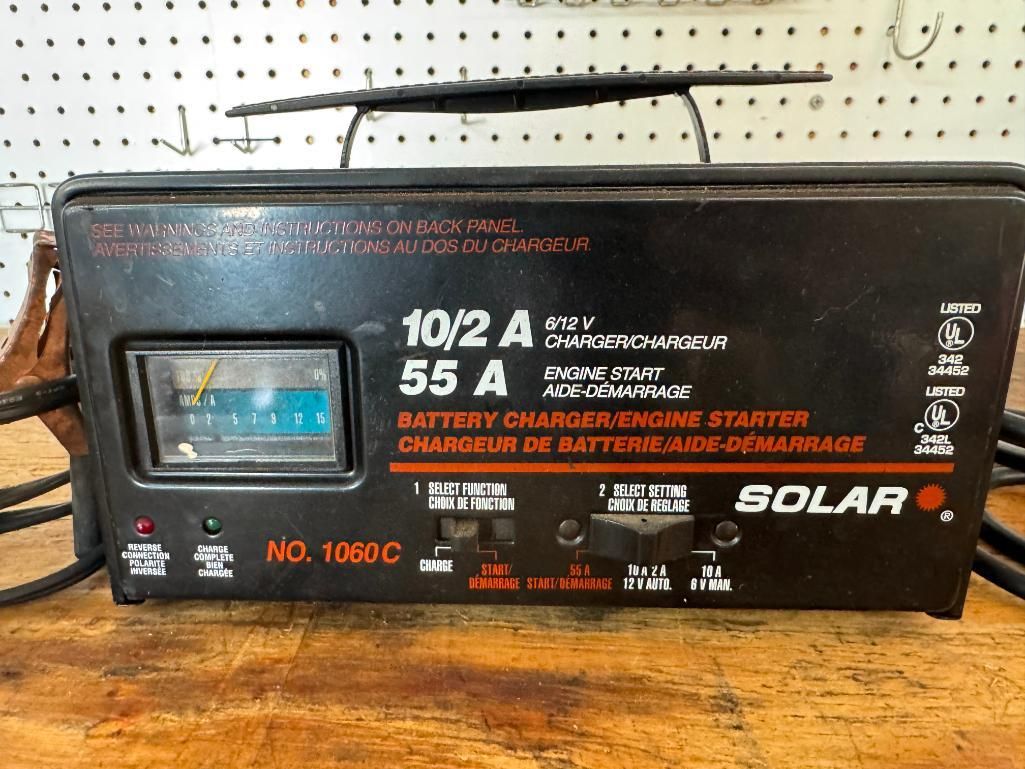 SEE WARNINGS AND INSTRUCTIONS ON BACK PANEL.
AVERTISSEMENTS ET INSTRUCTIONS AU DOS DU CHARGEUR.
10/2 A 6/12 V
CHARGER/CHARGEUR
55 A ENGINE START
AIDE-DÉMARRAGE
BATTERY CHARGER/ENGINE STARTER
CHARGEUR DE BATTERIE/AIDE-DÉMARRAGE
LISTED
UL ®
342
34452
LISTED
C UL ®
342L
34452
0%
/A
0 2 5 7 9 12 15
REVERSE
CONNECTION
POLARITE
INVERSÉE
CHARGE
COMPLETE
BIEN
CHARGÉE
NO. 1060C
1 SELECT FUNCTION
CHOIX DE FONCTION
CHARGE
START/
DÉMARRAGE
2 SELECT SETTING
CHOIX DE REGLAGE
55 A
START/DÉMARRAGE
10 A 2 A
12 V AUTO.
10 A
6 V MAN.
SOLAR ®